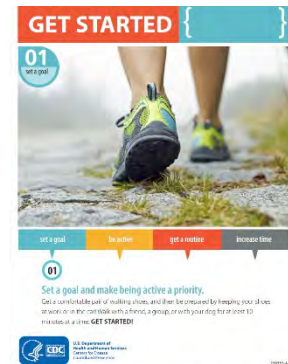 GET STARTED
01
set a goal
set a goal
be active
get a routine
increase time
01
Set a goal and make being active a priority.
Get a comfortable pair of walking shoes, and then be prepared by keeping your shoes
at work or in the car! Walk with a friend, a group, or with your dog for at least 10
minutes at a time. GET STARTED!
CDC
U.S. Department of
Health and Human Services
Centers for Disease
Control and Prevention